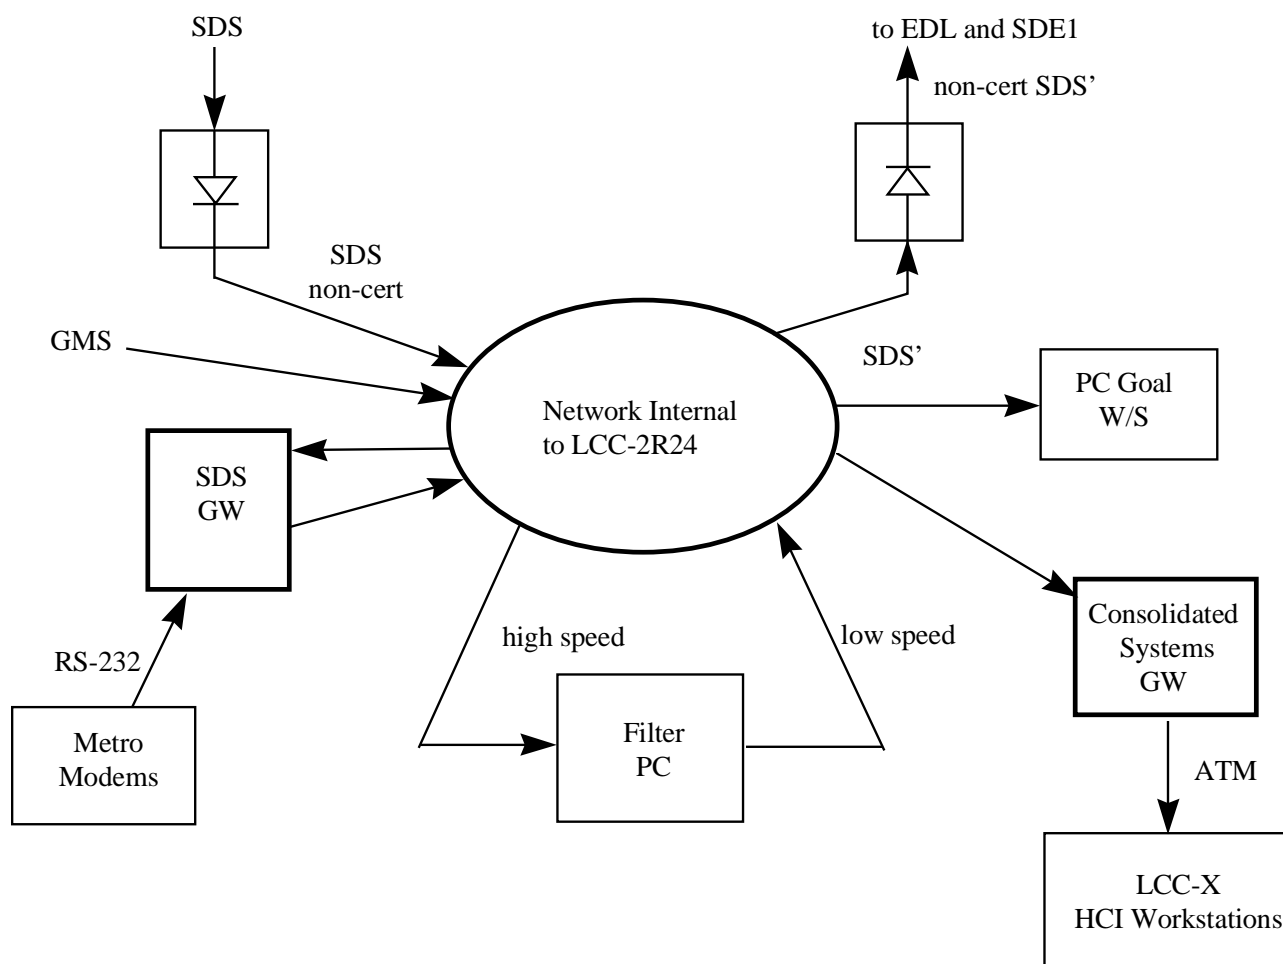 SDS
to EDL and SDE1
non-cert SDS’
SDS
non-cert
GMS
SDS’
PC Goal
W/S
Network Internal
to LCC-2R24
SDS
GW
high speed
low speed
Consolidated
Systems
GW
RS-232
Metro
Modems
Filter
PC
ATM
LCC-X
HCI Workstations